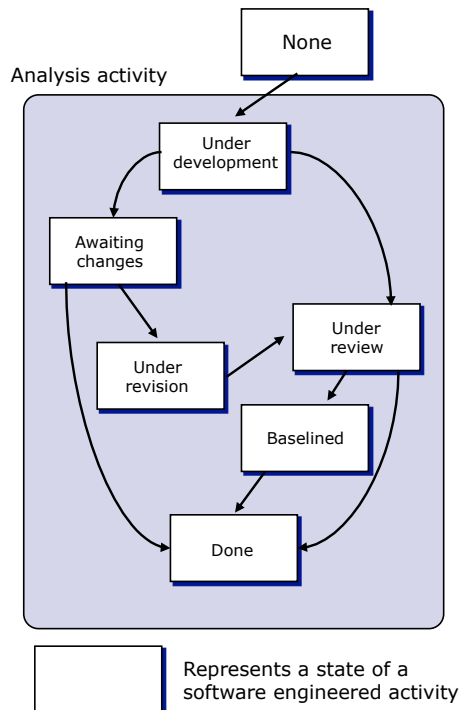 None
Analysis activity
Under
development
Awaiting
changes
Under
review
Under
revision
Baselined
Done
Represents a state of a
software engineered activity